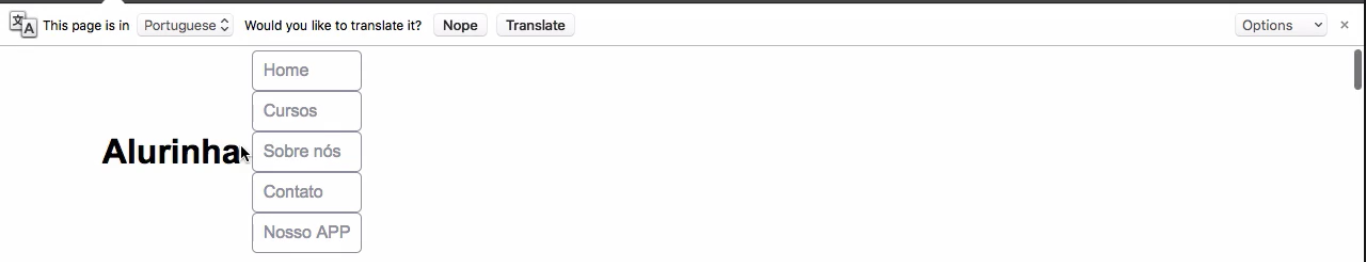 This page is in Portuguese Would you like to translate it? Nope Translate Options
Home
Cursos
Alurinha
Sobre nós
Contato
Nosso APP